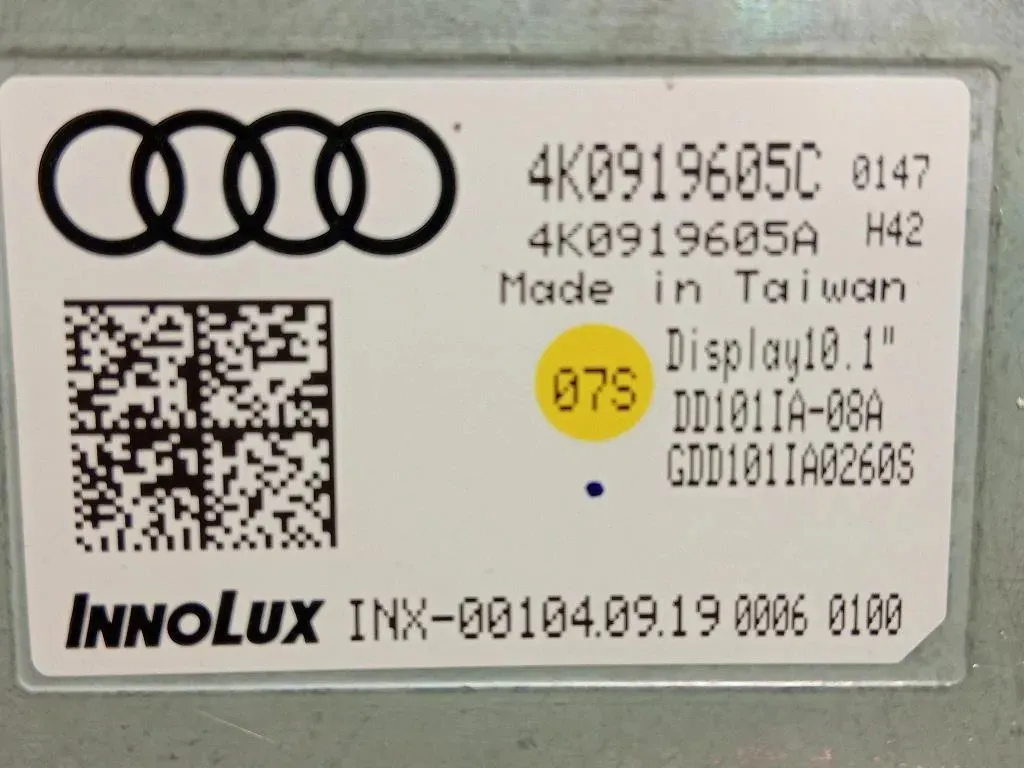 4K0919605C 0147
4K0919605A H42
Made in Taiwan
07S
Display10.1"
DD101IA-08A
GDD101IA0260S
INNOLUX INX-00104.09.19 0006 0100